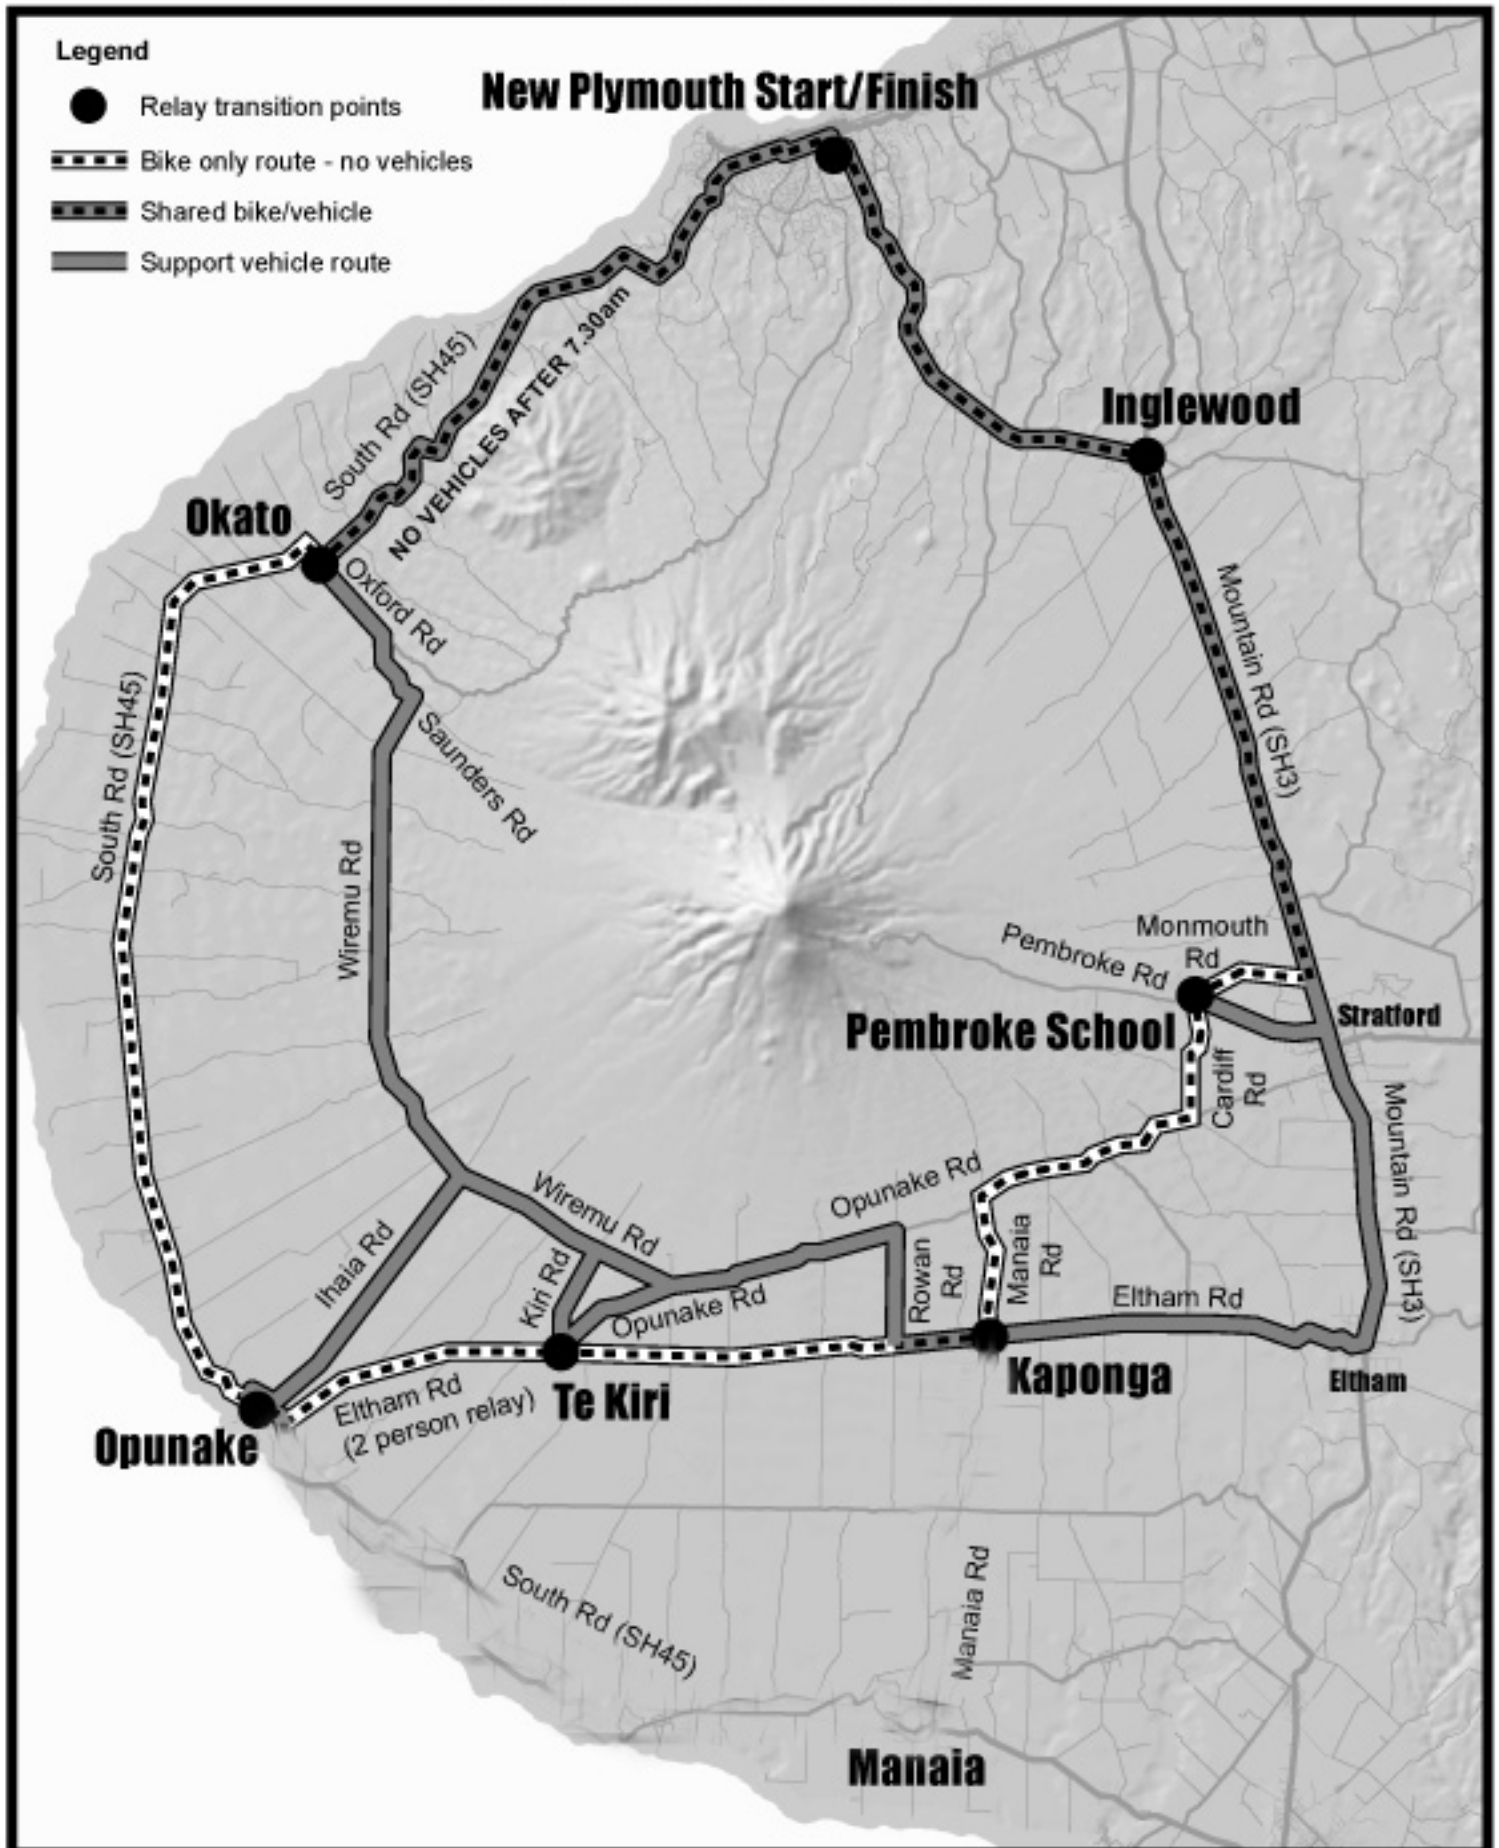 Legend
Relay transition points
Bike only route - no vehicles
Shared bike/vehicle
Support vehicle route
New Plymouth Start/Finish
South Rd (SH45)
NO VEHICLES AFTER 7.30am
Inglewood
Okato
Oxford Rd
Mountain Rd (SH3)
South Rd (SH45)
Saunders Rd
Wiremu Rd
Monmouth
Rd
Pembroke Rd
Stratford
Pembroke School
Cardiff
Rd
Mountain Rd (SH3)
Opunake Rd
Wiremu Rd
Ihaia Rd
Kiri Rd
Opunake Rd
Rowan
Rd
Manaia
Rd
Eltham Rd
Kaponga
Eltham
Te Kiri
Eltham Rd
(2 person relay)
Opunake
South Rd (SH45)
Manaia Rd
Manaia